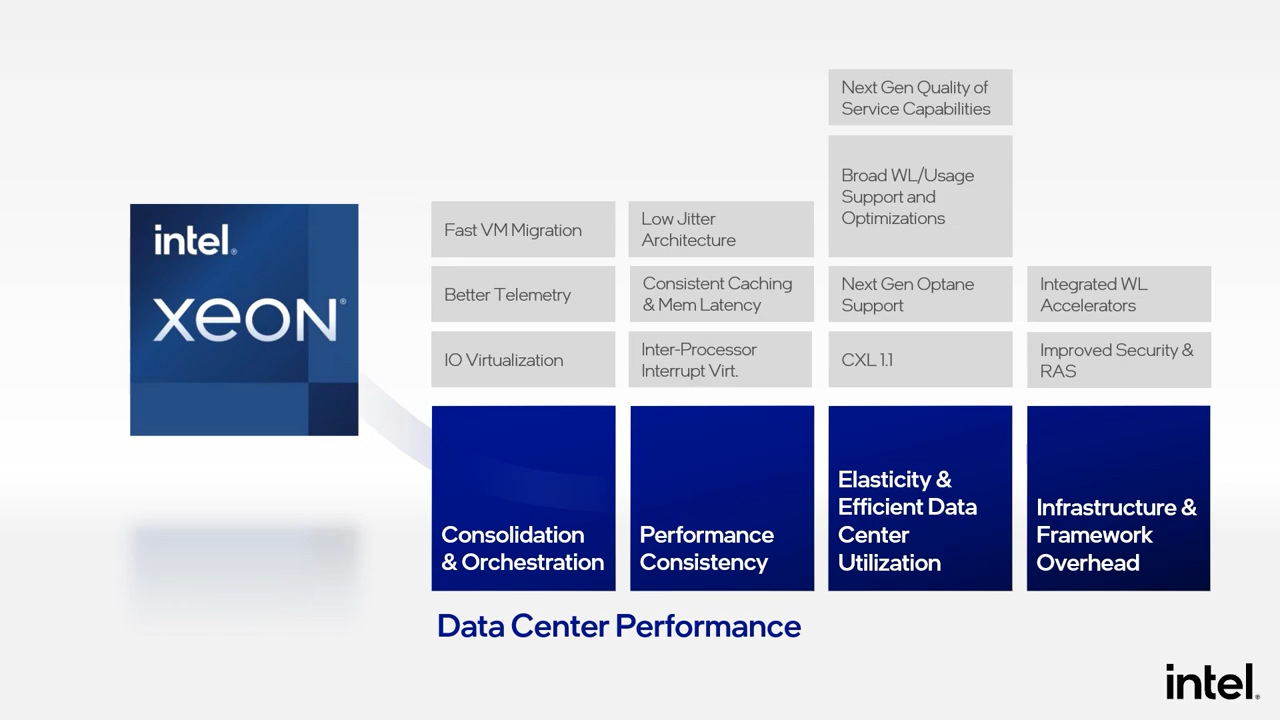 intel
xeon
Next Gen Quality of
Service Capabilities
Broad WL/Usage
Support and
Optimizations
Fast VM Migration
Low Jitter
Architecture
Better Telemetry
Consistent Caching
& Mem Latency
Next Gen Optane
Support
Integrated WL
Accelerators
IO Virtualization
Inter-Processor
Interrupt Virt.
CXL 1.1
Improved Security &
RAS
Consolidation
& Orchestration
Performance
Consistency
Elasticity &
Efficient Data
Center
Utilization
Infrastructure &
Framework
Overhead
Data Center Performance
intel